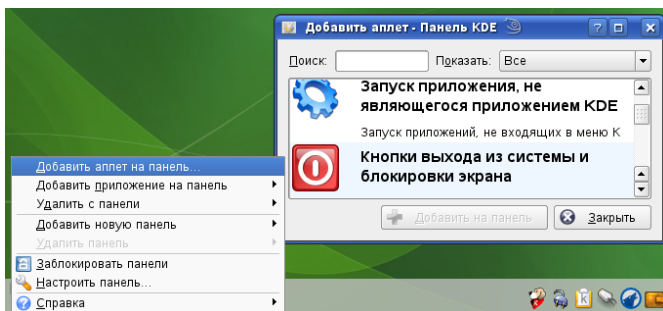 Добавить аплет - Панель KDE
Поиск:
Показать: Все
Запуск приложения, не
являющегося приложением KDE
Запуск приложений, не входящих в меню К
Кнопки выхода из системы и
блокировки экрана
Добавить на панель
Закрыть
Добавить аплет на панель...
Добавить приложение на панель
Удалить с панели
Добавить новую панель
Удалить панель
Заблокировать панели
Настроить панель...
Справка